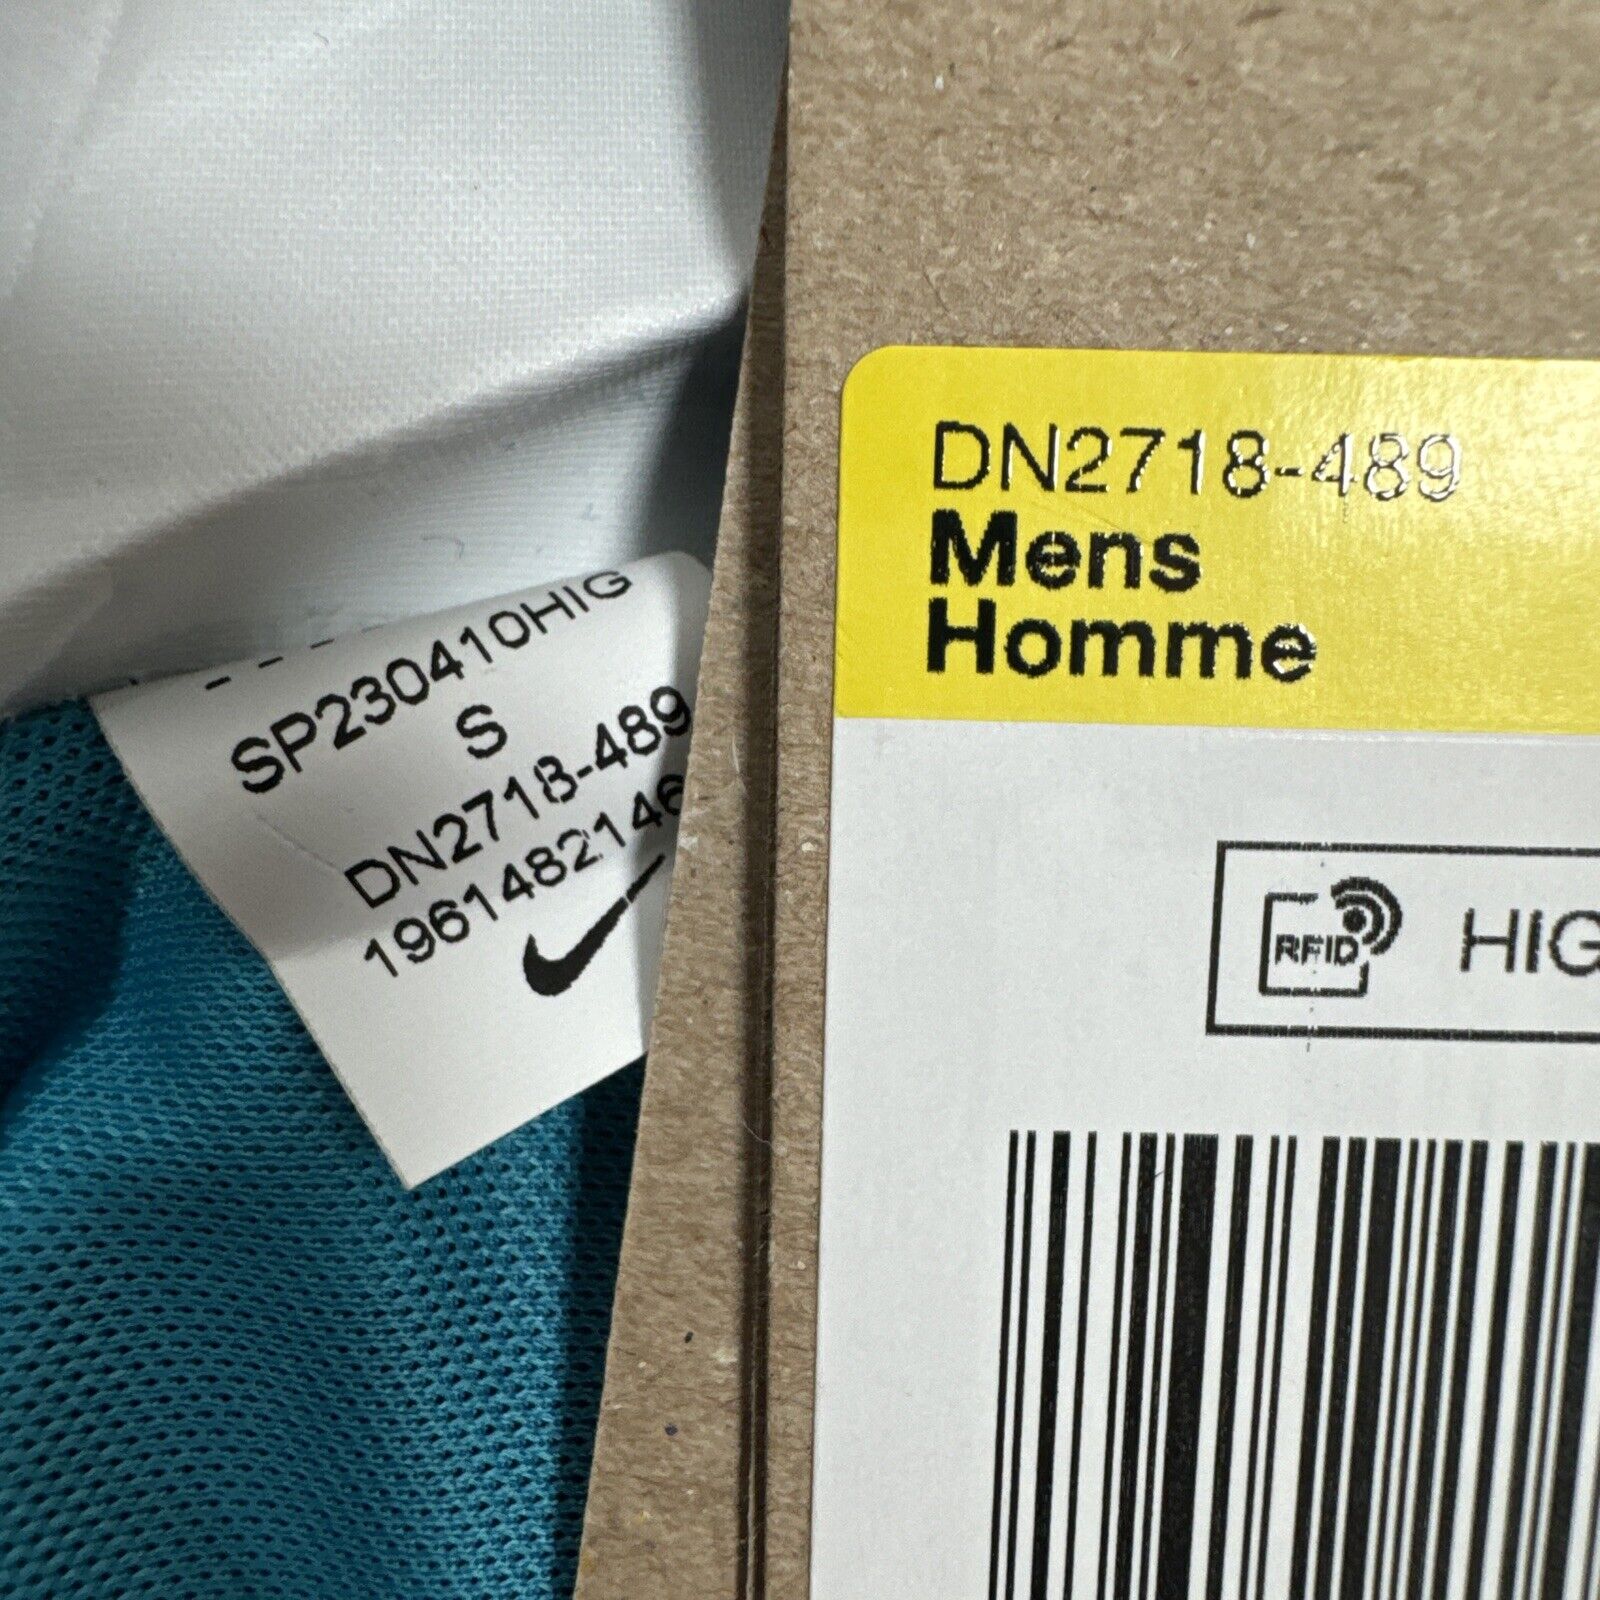 SP230410HIG
S
DN2718-489
1961482146
DN2718-489
Mens
Homme
RFID
HIG